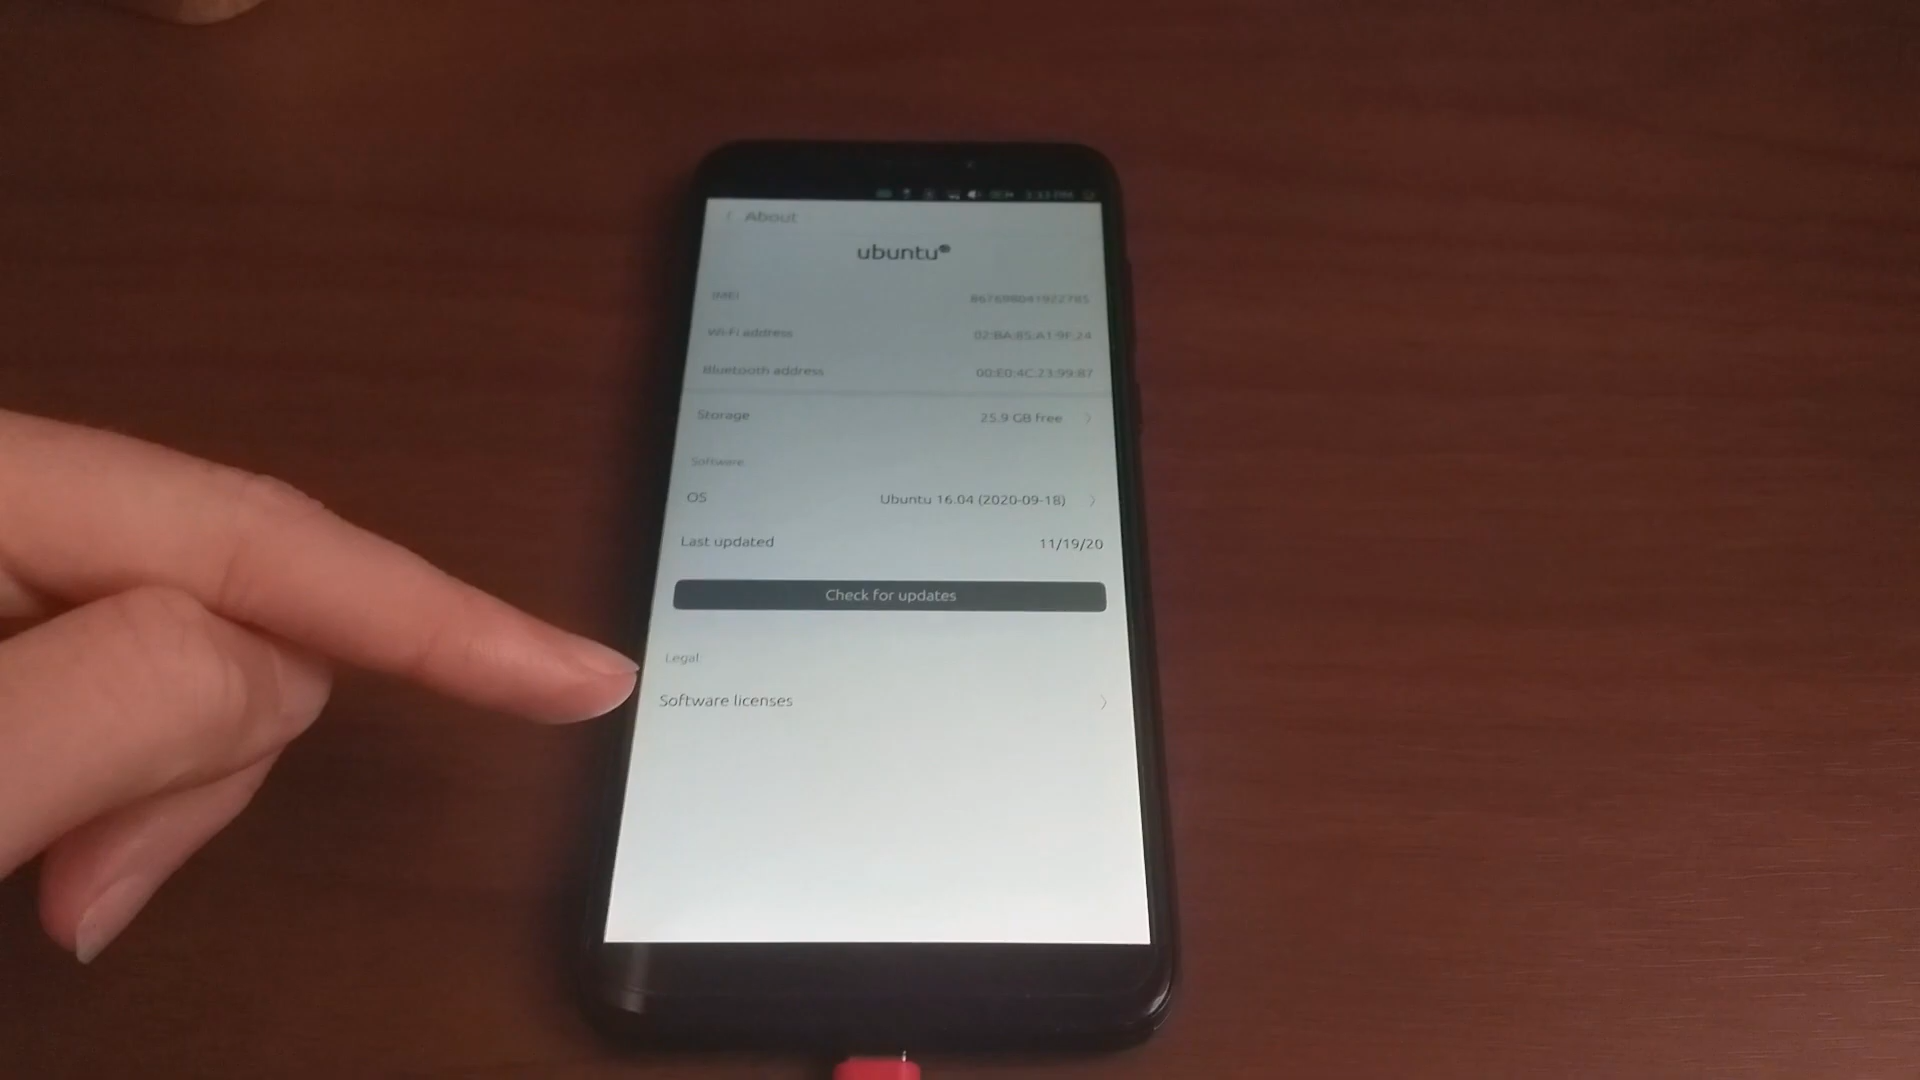 About
ubuntu
IMEI
Wi-Fi address 02:BA:85:A1:9F:24
Bluetooth address 00:E0:4C:23:99:87
Storage 25.9 GB free
Software
OS Ubuntu 16.04 (2020-09-18)
Last updated 11/19/20
Check for updates
Legal
Software licenses